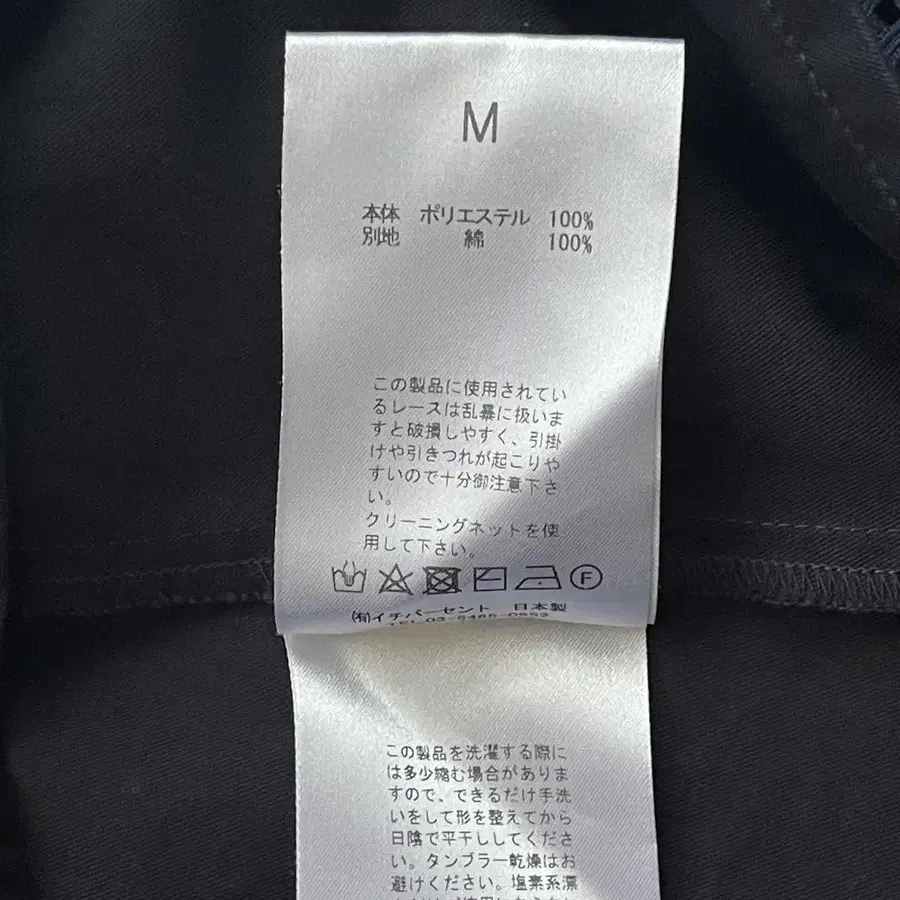 M
本体 ポリエステル 100%
別地 綿 100%
この製品に使用されてい
るレースは乱暴に扱いま
すと破損しやすく、引掛
けや引きつれが起こりや
すいので十分御注意下さ
い。
クリーニングネットを使
用して下さい。
F
㈲イチパーセント 日本製
この製品を洗濯する際に
は多少縮む場合がありま
すので、できるだけ手洗
いをして形を整えてから
日陰で平干ししてくださ
い。タンブラー乾燥はお
避けください。塩素系漂